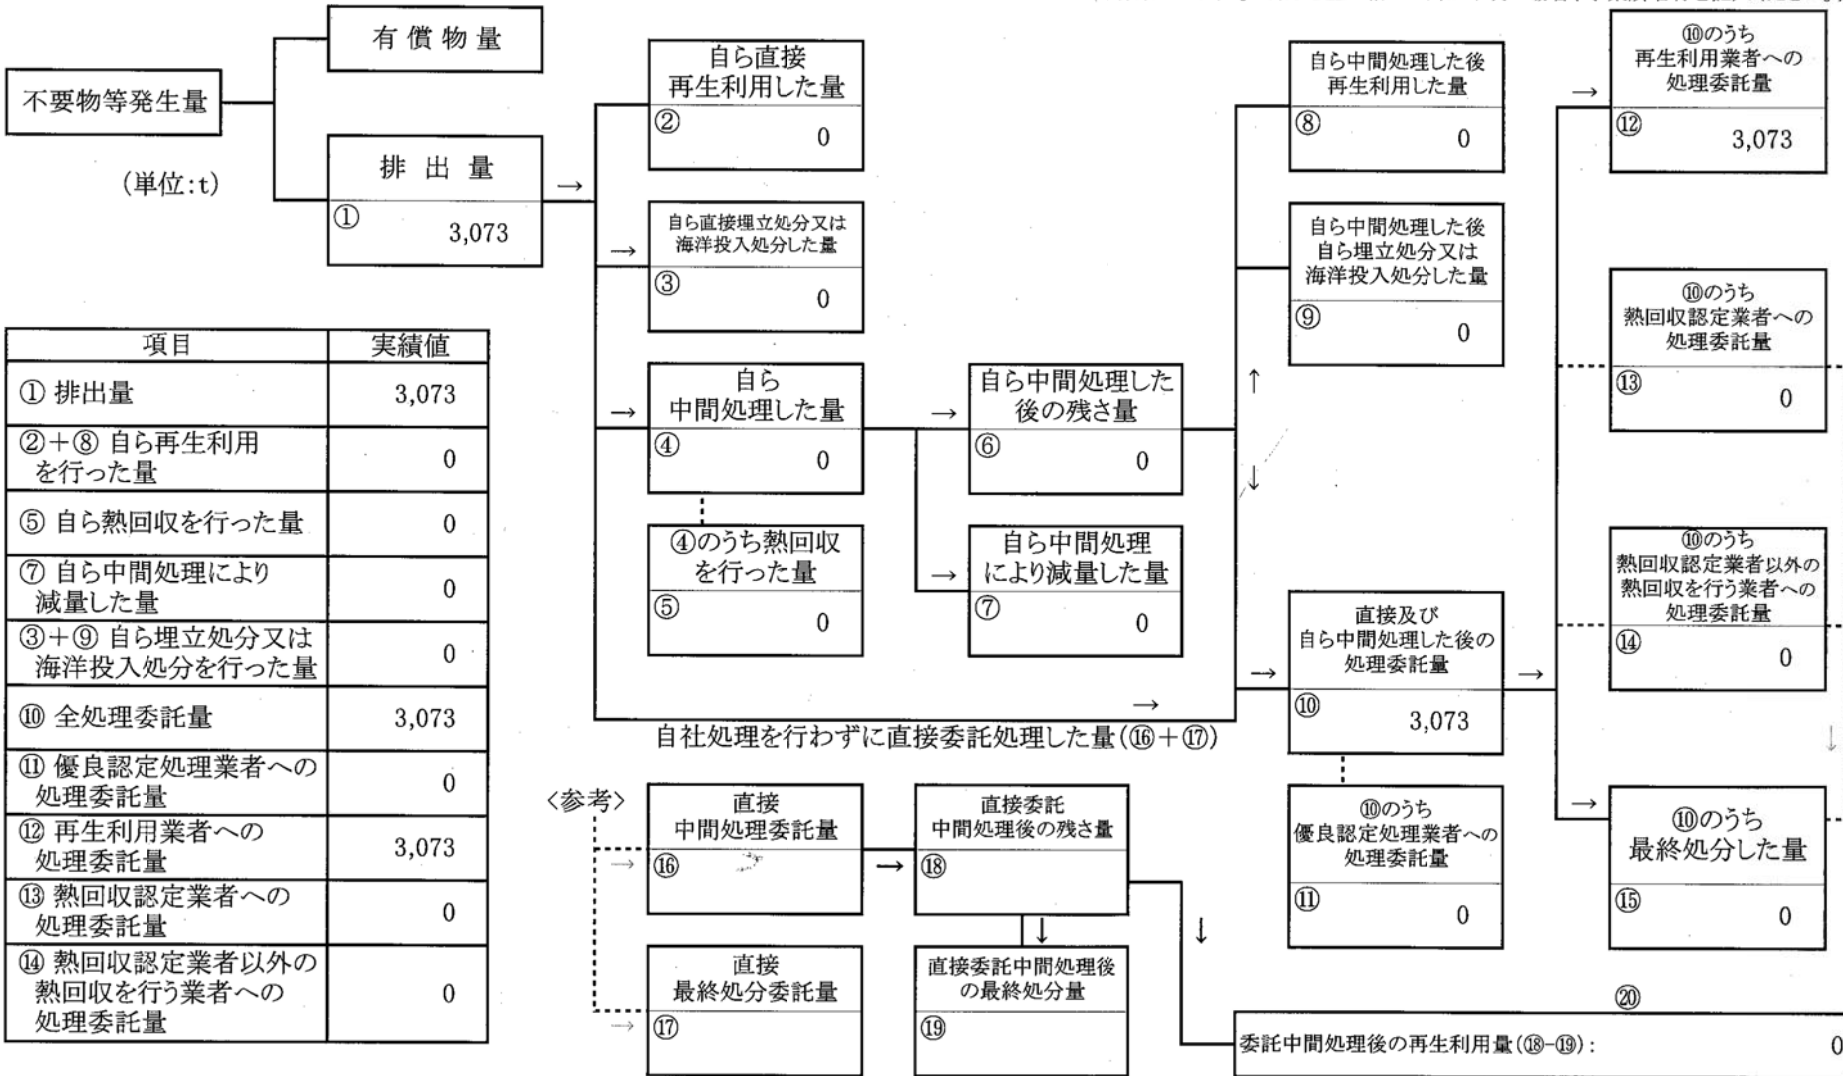 有 償 物 量
不要物等発生量
(単位:t)
排 出 量
①
3,073
→
自ら直接
再生利用した量
②
0
→
自ら直接埋立処分又は
海洋投入処分した量
③
0
→
自ら
中間処理した量
④
0
④のうち熱回収
を行った量
⑤
0
→
自ら中間処理した
後の残さ量
⑥
0
→
自ら中間処理
により減量した量
⑦
0
→
自社処理を行わずに直接委託処理した量(⑯+⑰)
自ら中間処理した後
再生利用した量
⑧
0
自ら中間処理した後
自ら埋立処分又は
海洋投入処分した量
⑨
0
↑
↓
→
直接及び
自ら中間処理した後の
処理委託量
⑩
3,073
⑩のうち
優良認定処理業者への
処理委託量
⑪
0
→
→
⑩のうち
再生利用業者への
処理委託量
⑫
3,073
⑩のうち
熱回収認定業者への
処理委託量
⑬
0
⑩のうち
熱回収認定業者以外の
熱回収を行う業者への
処理委託量
⑭
0
↓
→
⑩のうち
最終処分した量
⑮
0
項目 実績値
① 排出量 3,073
②+⑧ 自ら再生利用
を行った量 0
⑤ 自ら熱回収を行った量 0
⑦ 自ら中間処理により
減量した量 0
③+⑨ 自ら埋立処分又は
海洋投入処分を行った量 0
⑩ 全処理委託量 3,073
⑪ 優良認定処理業者への
処理委託量 0
⑫ 再生利用業者への
処理委託量 3,073
⑬ 熱回収認定業者への
処理委託量 0
⑭ 熱回収認定業者以外の
熱回収を行う業者への
処理委託量 0
〈参考〉
→
直接
中間処理委託量
⑯
→
直接委託
中間処理後の残さ量
⑱
↓
↓
→
直接
最終処分委託量
⑰
直接委託中間処理後
の最終処分量
⑲
⑳
委託中間処理後の再生利用量(⑱-⑲): 0